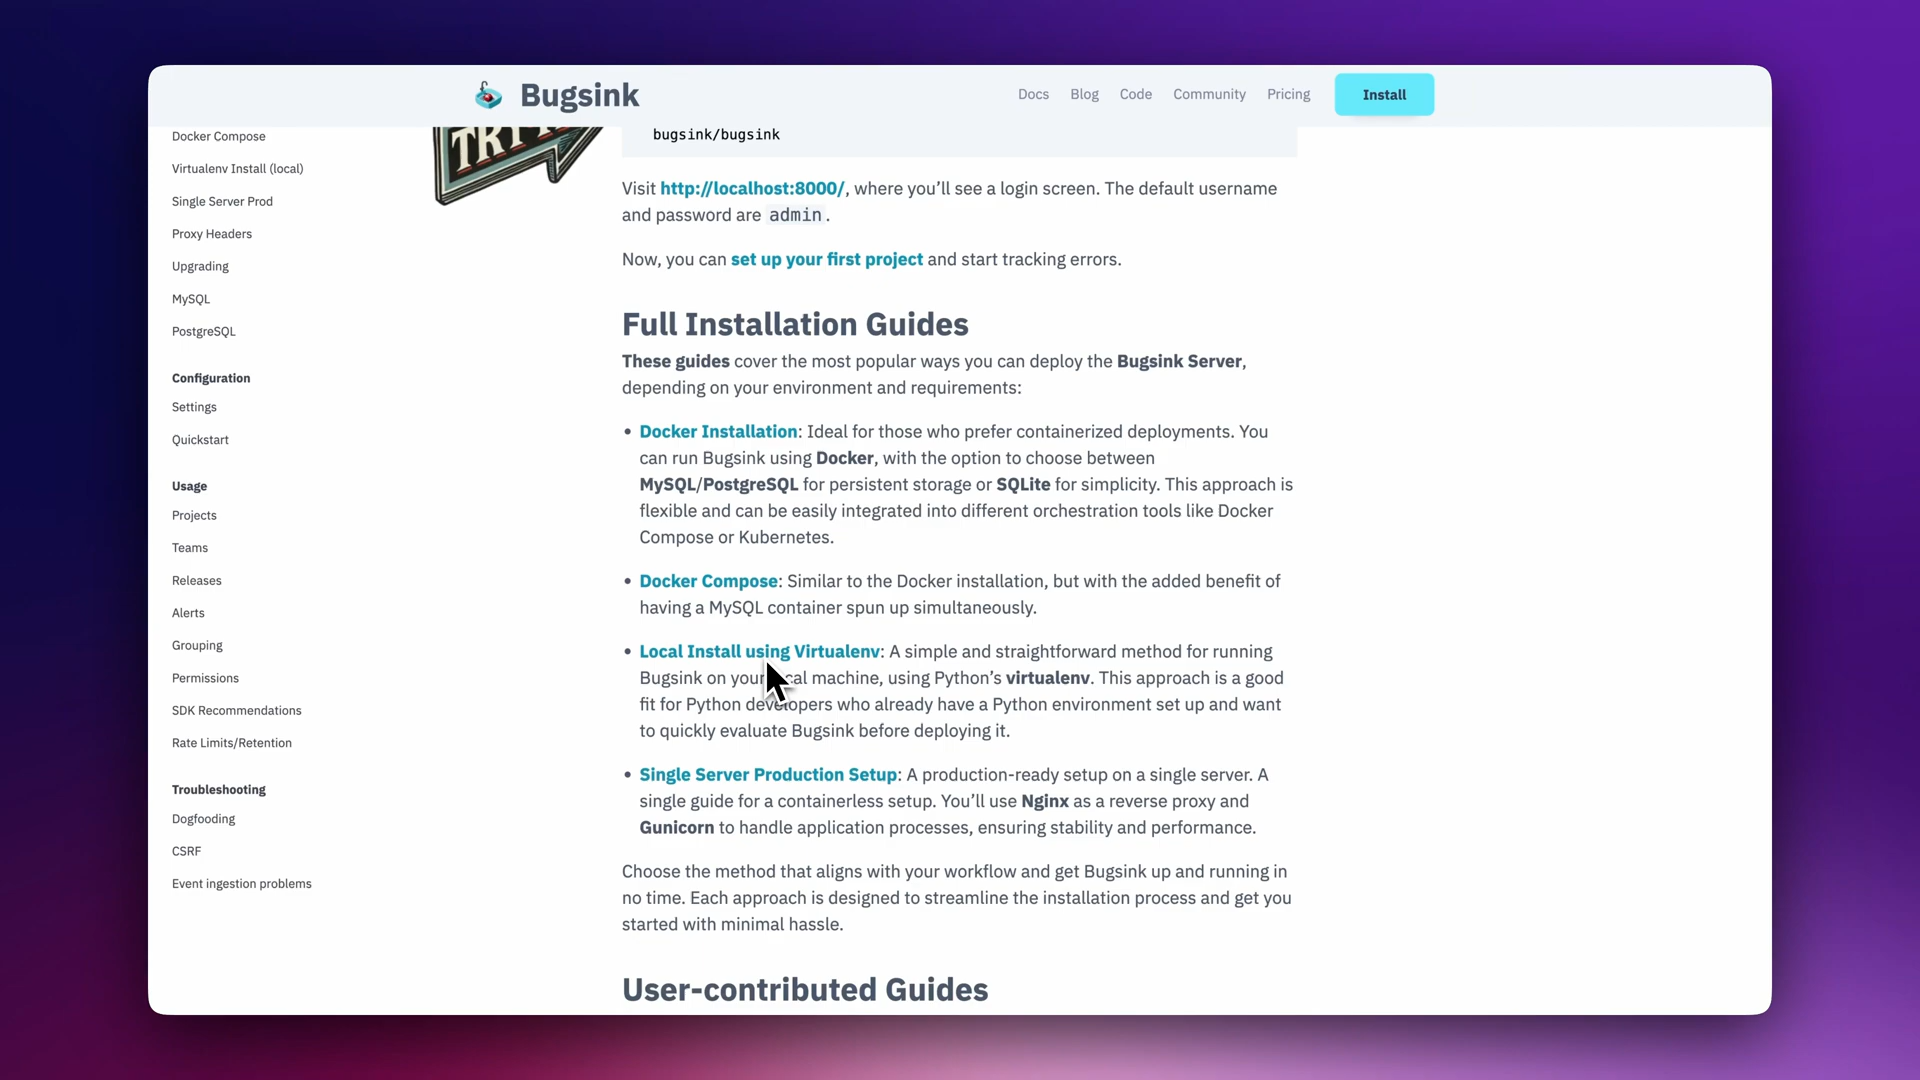 Bugsink
Docs
Blog
Code
Community
Pricing
Install
Docker Compose
Virtualenv Install (local)
Single Server Prod
Proxy Headers
Upgrading
MySQL
PostgreSQL
Configuration
Settings
Quickstart
Usage
Projects
Teams
Releases
Alerts
Grouping
Permissions
SDK Recommendations
Rate Limits/Retention
Troubleshooting
Dogfooding
CSRF
Event ingestion problems
bugsink/bugsink
Visit http://localhost:8000/, where you’ll see a login screen. The default username
and password are admin.
Now, you can set up your first project and start tracking errors.
Full Installation Guides
These guides cover the most popular ways you can deploy the Bugsink Server,
depending on your environment and requirements:
• Docker Installation: Ideal for those who prefer containerized deployments. You
can run Bugsink using Docker, with the option to choose between
MySQL/PostgreSQL for persistent storage or SQLite for simplicity. This approach is
flexible and can be easily integrated into different orchestration tools like Docker
Compose or Kubernetes.
• Docker Compose: Similar to the Docker installation, but with the added benefit of
having a MySQL container spun up simultaneously.
• Local Install using Virtualenv: A simple and straightforward method for running
Bugsink on your local machine, using Python’s virtualenv. This approach is a good
fit for Python developers who already have a Python environment set up and want
to quickly evaluate Bugsink before deploying it.
• Single Server Production Setup: A production-ready setup on a single server. A
single guide for a containerless setup. You’ll use Nginx as a reverse proxy and
Gunicorn to handle application processes, ensuring stability and performance.
Choose the method that aligns with your workflow and get Bugsink up and running in
no time. Each approach is designed to streamline the installation process and get you
started with minimal hassle.
User-contributed Guides